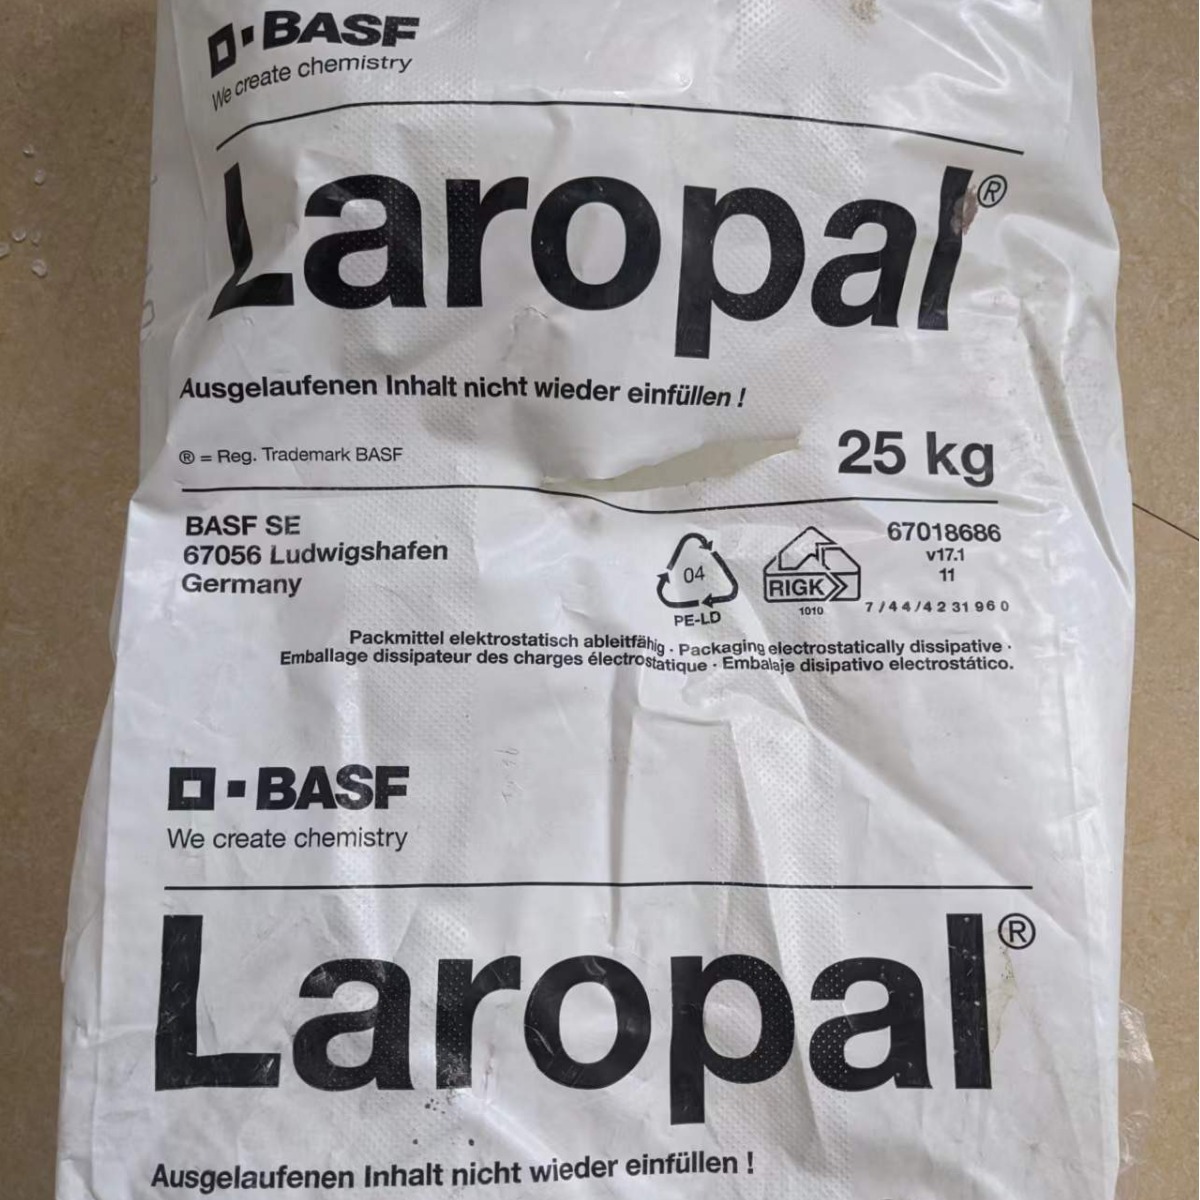 BASF
We create chemistry
Laropal®
Ausgelaufenen Inhalt nicht wieder einfüllen !
25 kg
® = Reg. Trademark BASF
BASF SE
67056 Ludwigshafen
Germany
04
PE-LD
RIGK
1010
67018686
v17.1
11
7/44/4231960
Packmittel elektrostatisch ableitfähig · Packaging electrostatically dissipative ·
Emballage dissipateur des charges électrostatique · Embalaje disipativo electrostático.
BASF
We create chemistry
Laropal®
Ausgelaufenen Inhalt nicht wieder einfüllen !